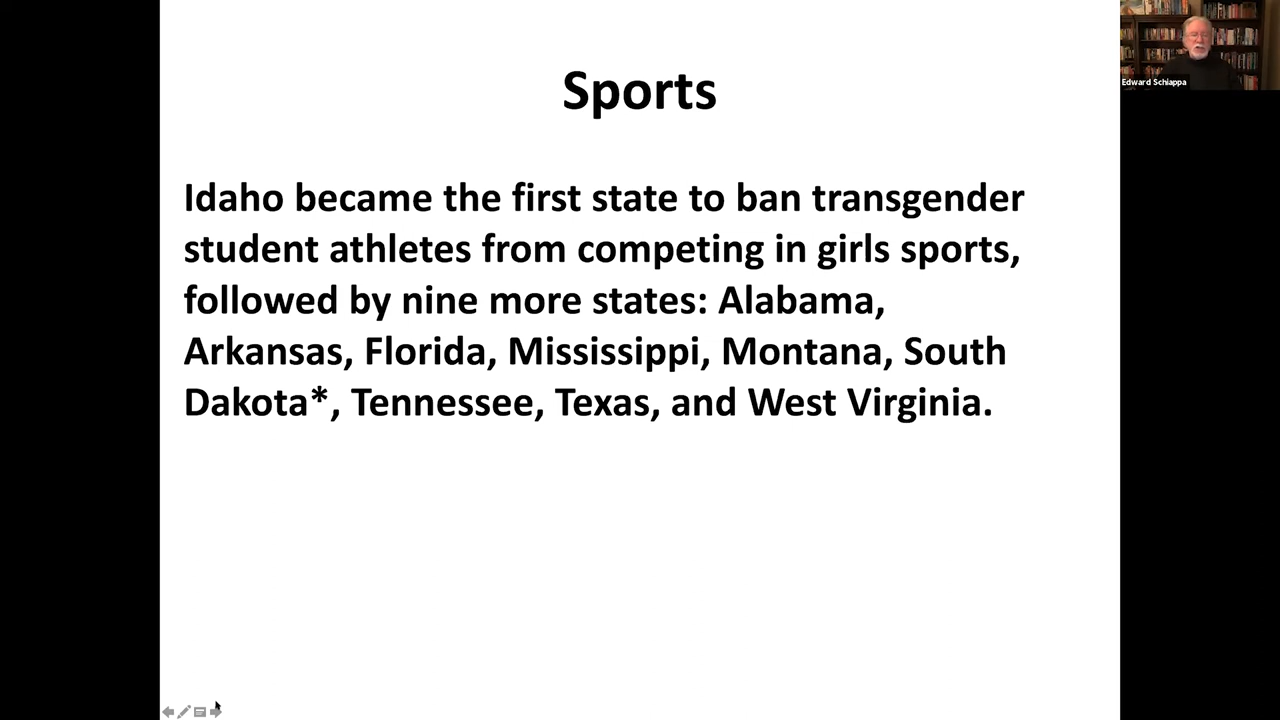 Sports
Idaho became the first state to ban transgender
student athletes from competing in girls sports,
followed by nine more states: Alabama,
Arkansas, Florida, Mississippi, Montana, South
Dakota*, Tennessee, Texas, and West Virginia.
Edward Schiappa